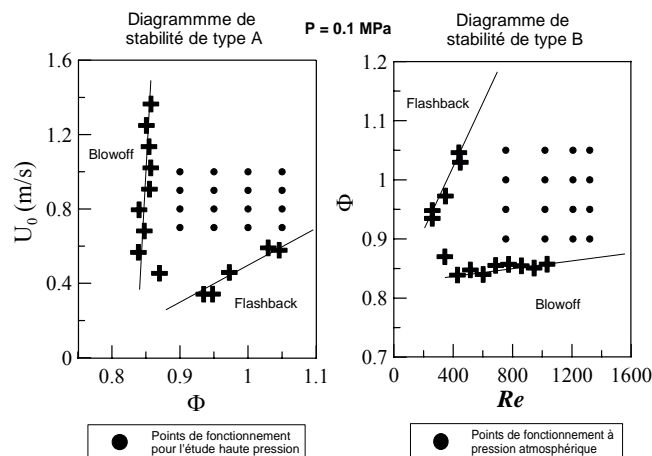 Diagrammme de
stabilité de type A
P = 0.1 MPa
Diagramme de
stabilité de type B
1.6
1.2
0.8
0.4
0
U₀ (m/s)
Blowoff
Flashback
0.8
0.9
1
1.1
Φ
Points de fonctionnement
pour l'étude haute pression
1.2
1.1
1.0
0.9
0.8
0.7
Φ
Flashback
Blowoff
0
400
800
1200
1600
Re
Points de fonctionnement à
pression atmosphérique